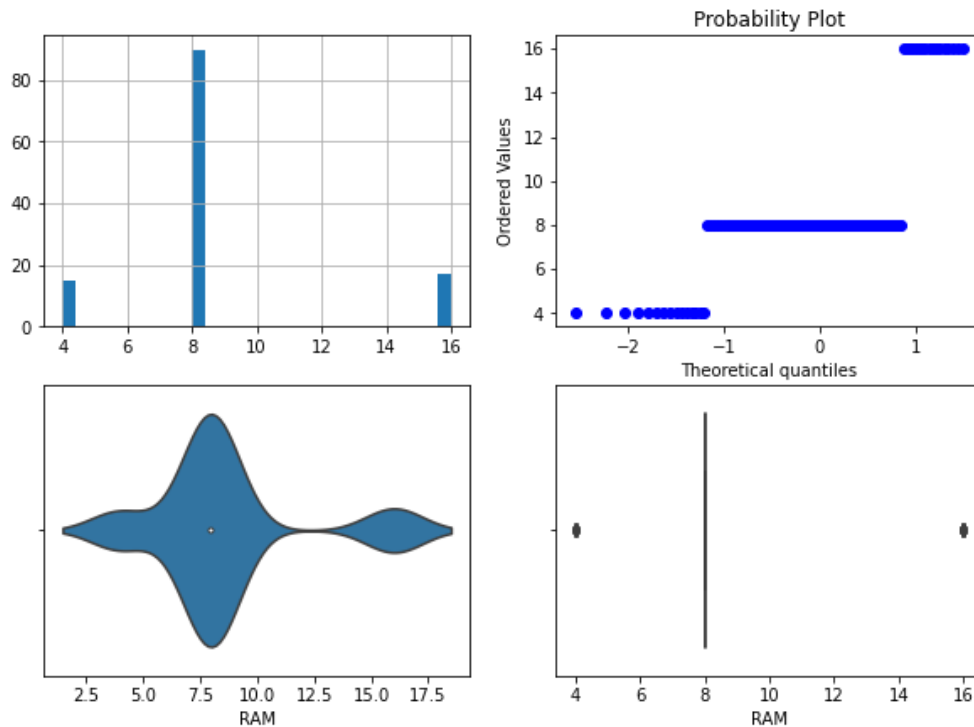 80
60
40
20
0
4 6 8 10 12 14 16
Probability Plot
Ordered Values
16
14
12
10
8
6
4
−2 −1 0 1
Theoretical quantiles
2.5 5.0 7.5 10.0 12.5 15.0 17.5
RAM
4 6 8 10 12 14 16
RAM